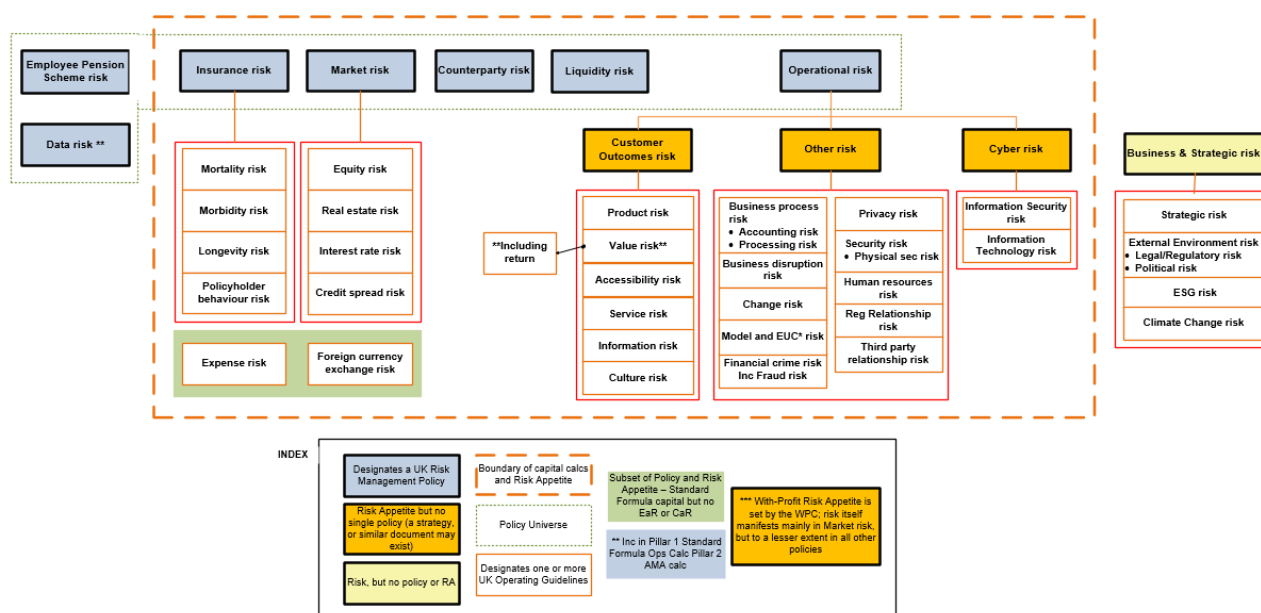 Employee Pension
Scheme risk
Insurance risk
Market risk
Counterparty risk
Liquidity risk
Operational risk
Data risk **
Customer
Outcomes risk
Other risk
Cyber risk
Business & Strategic risk
Mortality risk
Morbidity risk
Longevity risk
Policyholder
behaviour risk
Equity risk
Real estate risk
Interest rate risk
Credit spread risk
Expense risk
Foreign currency
exchange risk
**Including
return
Product risk
Value risk**
Accessibility risk
Service risk
Information risk
Culture risk
Business process
risk
• Accounting risk
• Processing risk
Business disruption
risk
Change risk
Model and EUC* risk
Financial crime risk
Inc Fraud risk
Privacy risk
Security risk
• Physical sec risk
Human resources
risk
Reg Relationship
risk
Third party
relationship risk
Information Security
risk
Information
Technology risk
Strategic risk
External Environment risk
• Legal/Regulatory risk
• Political risk
ESG risk
Climate Change risk
INDEX
Designates a UK Risk
Management Policy
Risk Appetite but no
single policy (a strategy,
or similar document may
exist)
Risk, but no policy or RA
Boundary of capital calcs
and Risk Appetite
Policy Universe
Designates one or more
UK Operating Guidelines
Subset of Policy and Risk
Appetite – Standard
Formula capital but no
EaR or CaR
** Inc in Pillar 1 Standard
Formula Ops Calc Pillar 2
AMA calc
*** With-Profit Risk Appetite is
set by the WPC; risk itself
manifests mainly in Market risk,
but to a lesser extent in all other
policies